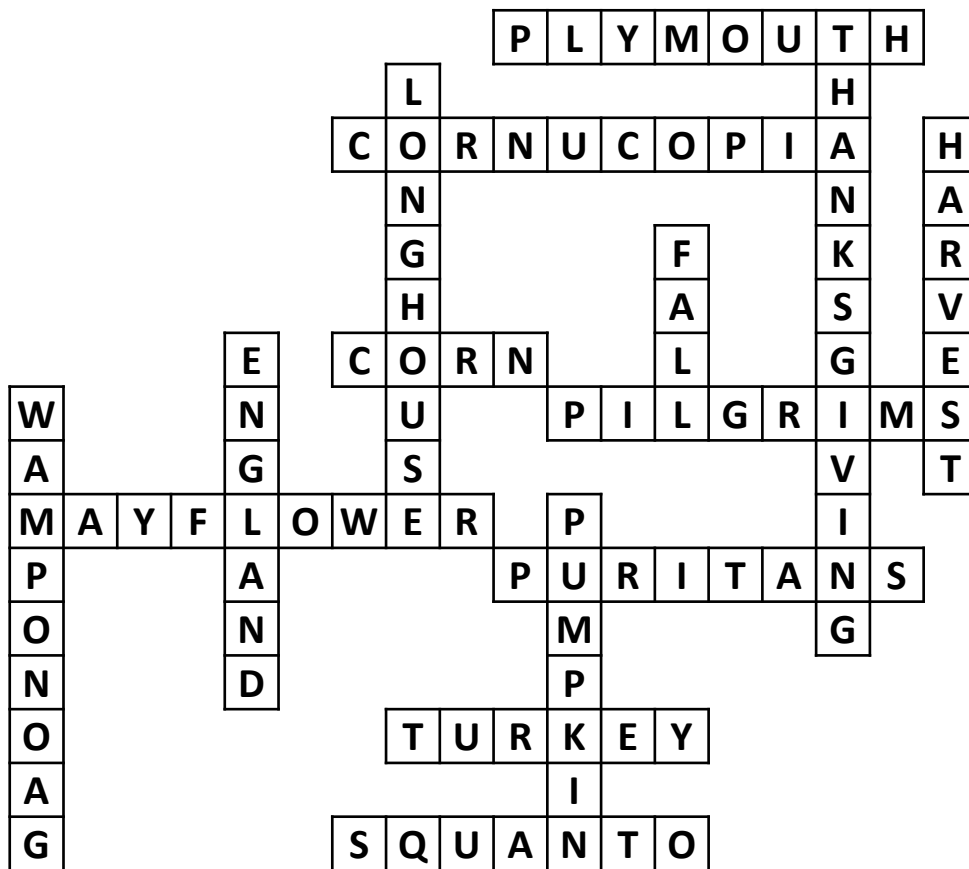 PLYMOUTH
THANKSGIVING
LONGHOUSE
CORNUCOPIA
HARVEST
FALL
ENGLAND
CORN
WAMPONOAG
PILGRIMS
MAYFLOWER
PUMPKIN
PURITANS
TURKEY
SQUANTO